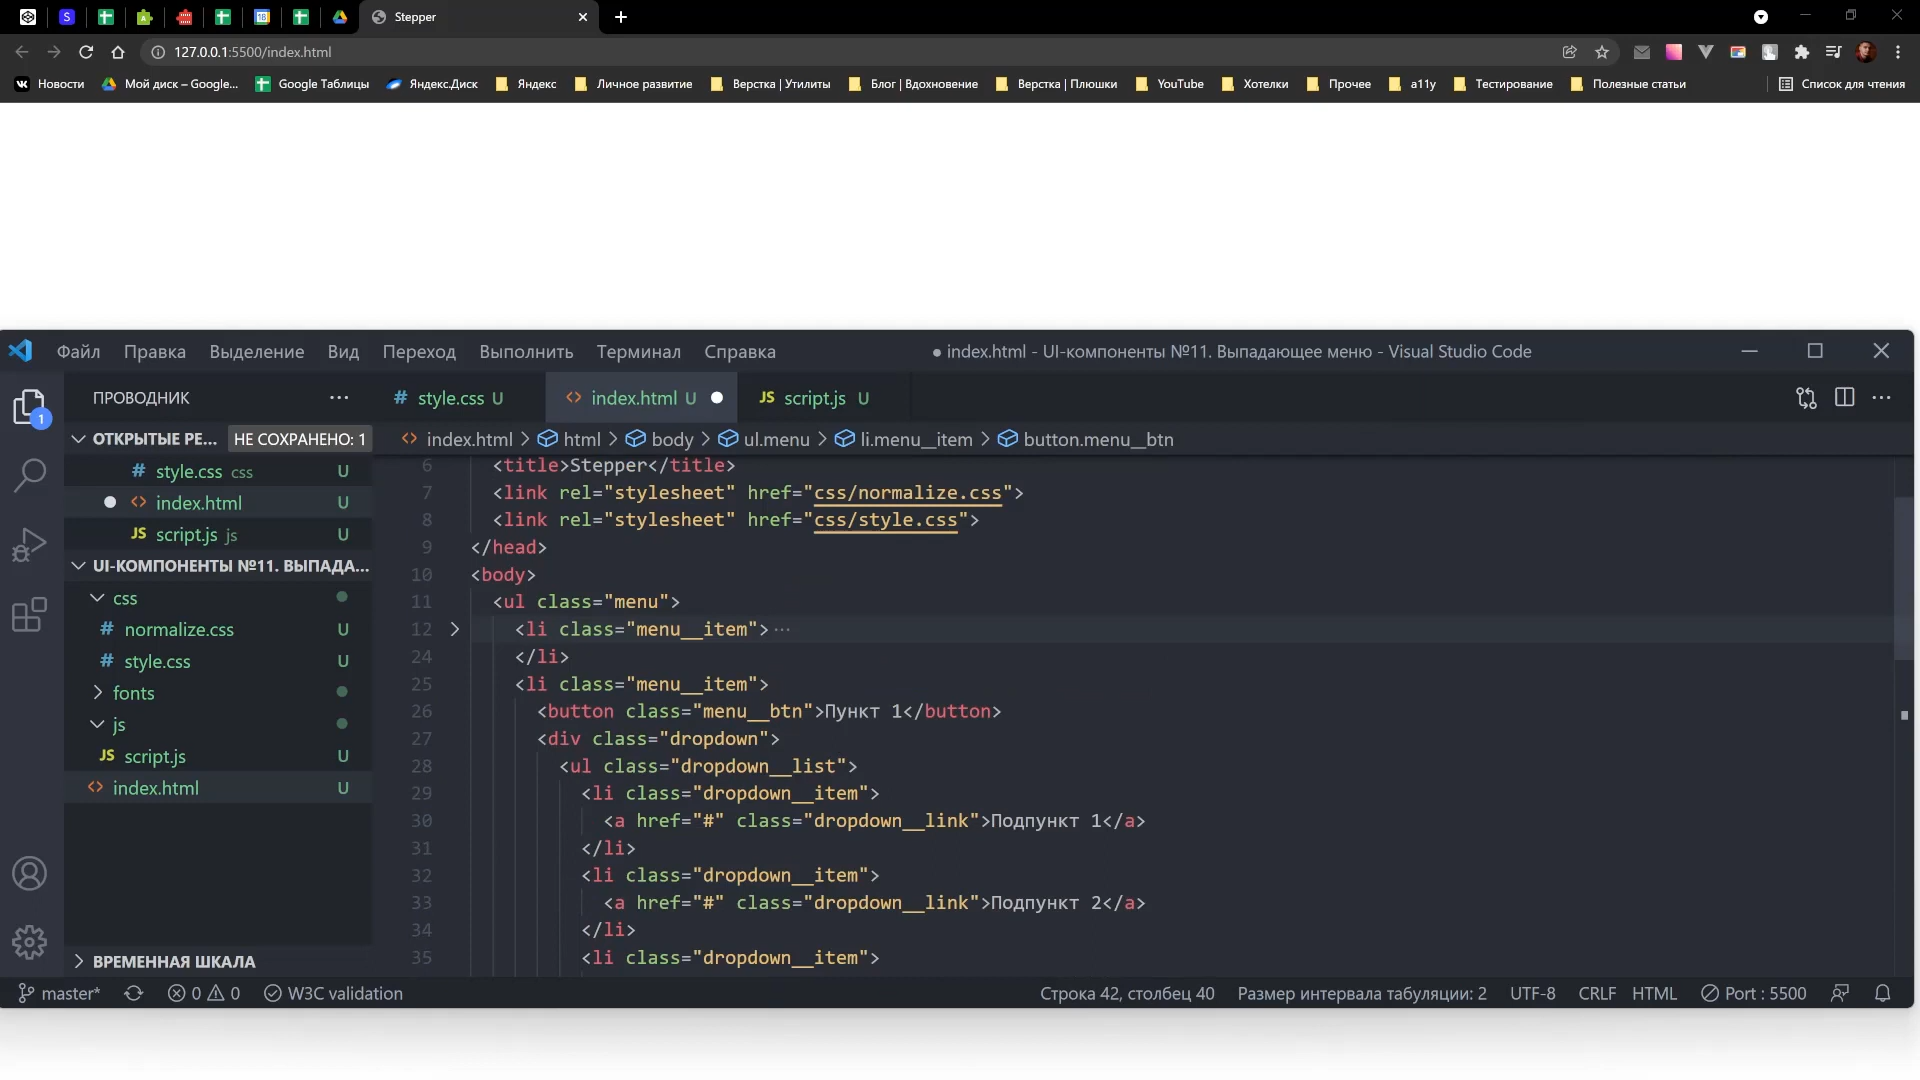 Stepper
127.0.0.1:5500/index.html
Новости
Мой диск – Google...
Google Таблицы
Яндекс.Диск
Яндекс
Личное развитие
Верстка | Утилиты
Блог | Вдохновение
Верстка | Плюшки
YouTube
Хотелки
Прочее
a11y
Тестирование
Полезные статьи
Список для чтения
Файл Правка Выделение Вид Переход Выполнить Терминал Справка
● index.html - UI-компоненты №11. Выпадающее меню - Visual Studio Code
1
ПРОВОДНИК
ОТКРЫТЫЕ РЕ... НЕ СОХРАНЕНО: 1
# style.css css U
<> index.html U
JS script.js js U
UI-КОМПОНЕНТЫ №11. ВЫПАДА...
css
# normalize.css U
# style.css U
fonts
js
JS script.js U
<> index.html U
ВРЕМЕННАЯ ШКАЛА
# style.css U
<> index.html U
JS script.js U
<> index.html > html > body > ul.menu > li.menu__item > button.menu__btn
6 <title>Stepper</title>
7 <link rel="stylesheet" href="css/normalize.css">
8 <link rel="stylesheet" href="css/style.css">
9 </head>
10 <body>
11 <ul class="menu">
12 <li class="menu__item">···
24 </li>
25 <li class="menu__item">
26 <button class="menu__btn">Пункт 1</button>
27 <div class="dropdown">
28 <ul class="dropdown__list">
29 <li class="dropdown__item">
30 <a href="#" class="dropdown__link">Подпункт 1</a>
31 </li>
32 <li class="dropdown__item">
33 <a href="#" class="dropdown__link">Подпункт 2</a>
34 </li>
35 <li class="dropdown__item">
master* 0 0 W3C validation
Строка 42, столбец 40 Размер интервала табуляции: 2 UTF-8 CRLF HTML Port : 5500